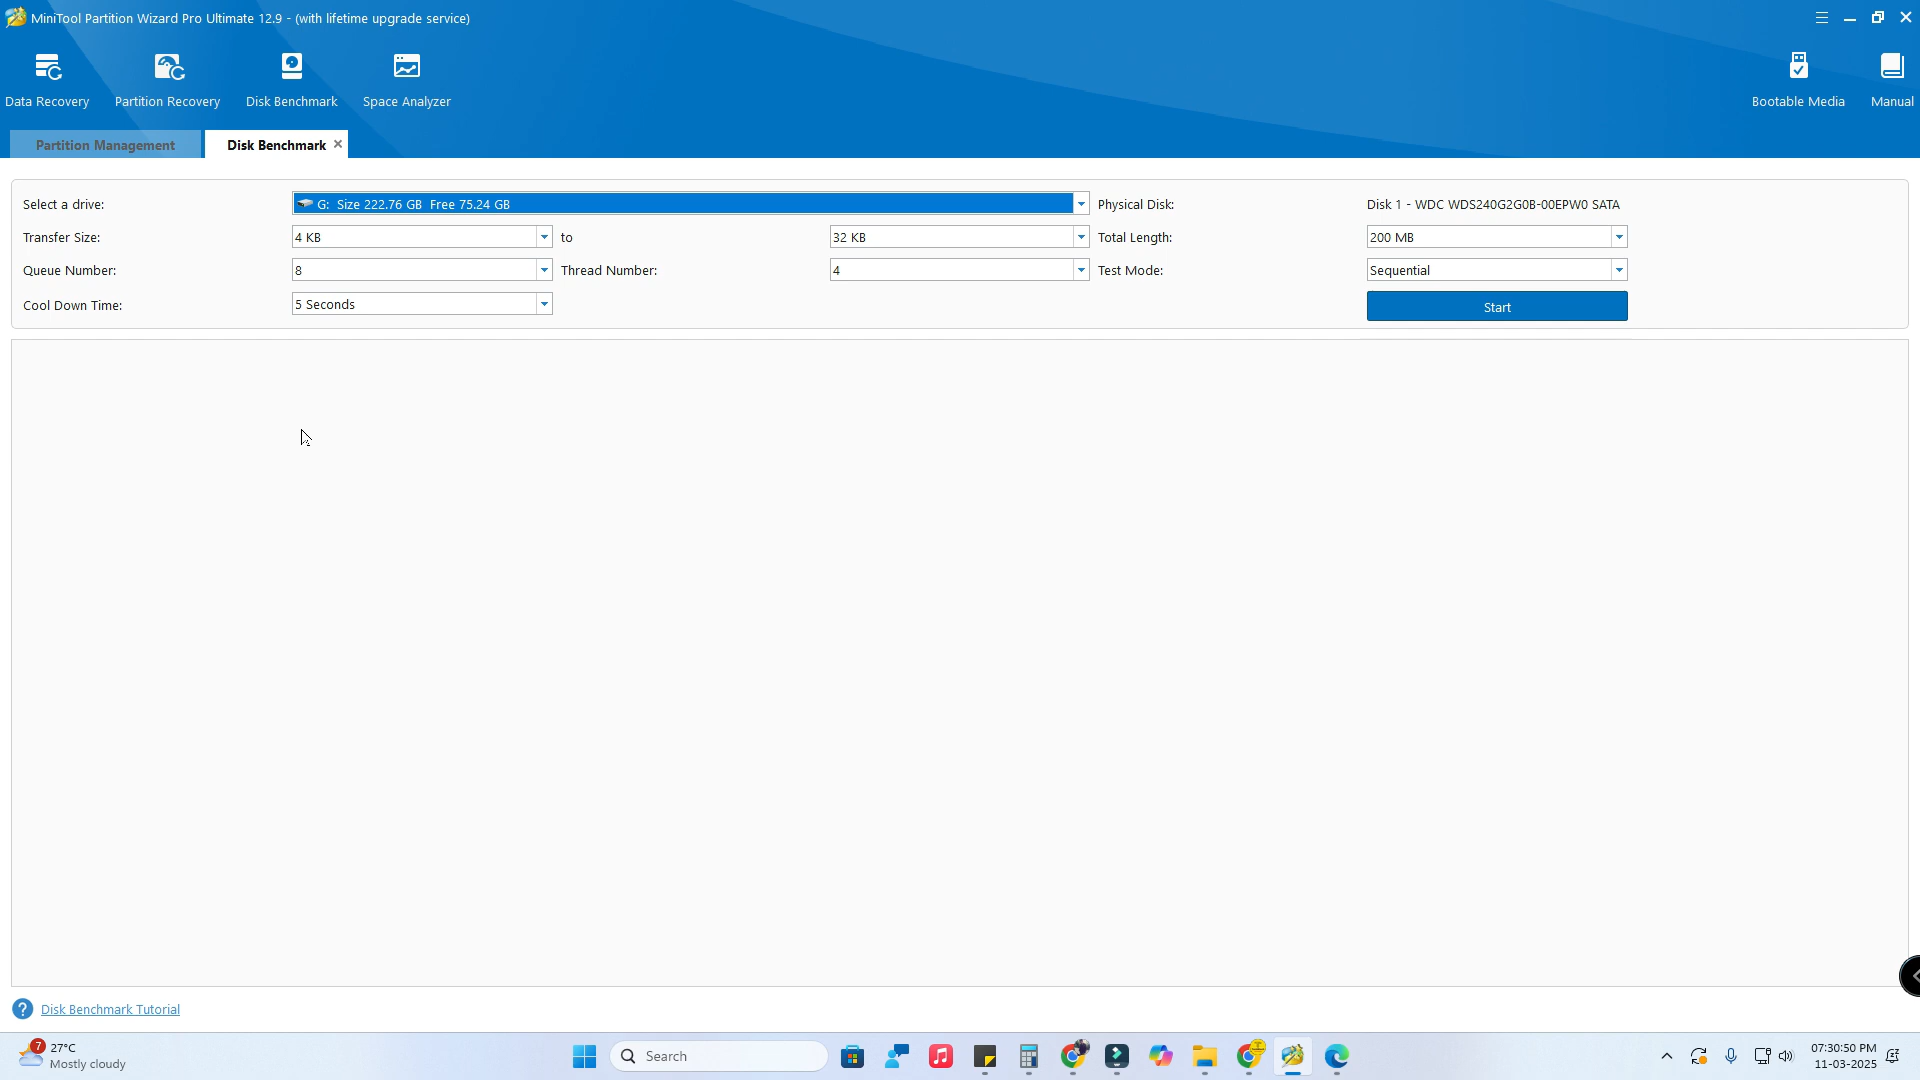 MiniTool Partition Wizard Pro Ultimate 12.9 - (with lifetime upgrade service)
Data Recovery
Partition Recovery
Disk Benchmark
Space Analyzer
Bootable Media
Manual
Partition Management
Disk Benchmark
Select a drive:
G: Size 222.76 GB Free 75.24 GB
Physical Disk:
Disk 1 - WDC WDS240G2G0B-00EPW0 SATA
Transfer Size:
4 KB
to
32 KB
Total Length:
200 MB
Queue Number:
8
Thread Number:
4
Test Mode:
Sequential
Cool Down Time:
5 Seconds
Start
Disk Benchmark Tutorial
7
27°C
Mostly cloudy
Search
07:30:50 PM
11-03-2025